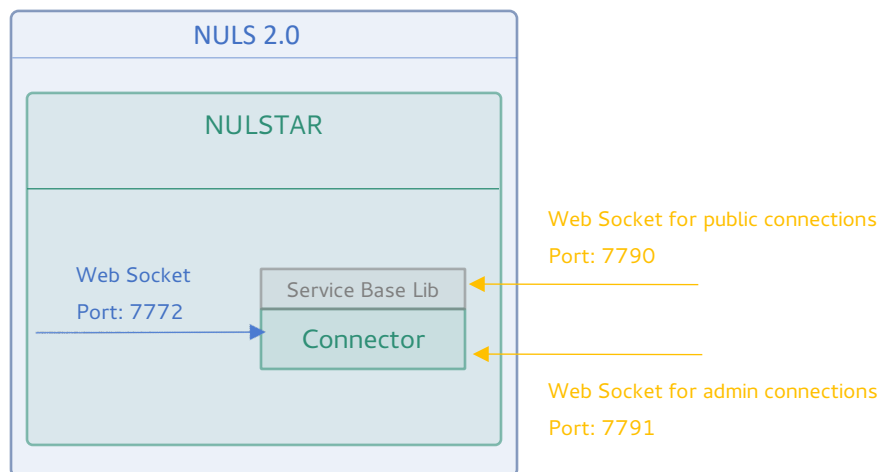 NULS 2.0
NULSTAR
Web Socket for public connections
Port: 7790
Web Socket
Port: 7772
Service Base Lib
Connector
Web Socket for admin connections
Port: 7791